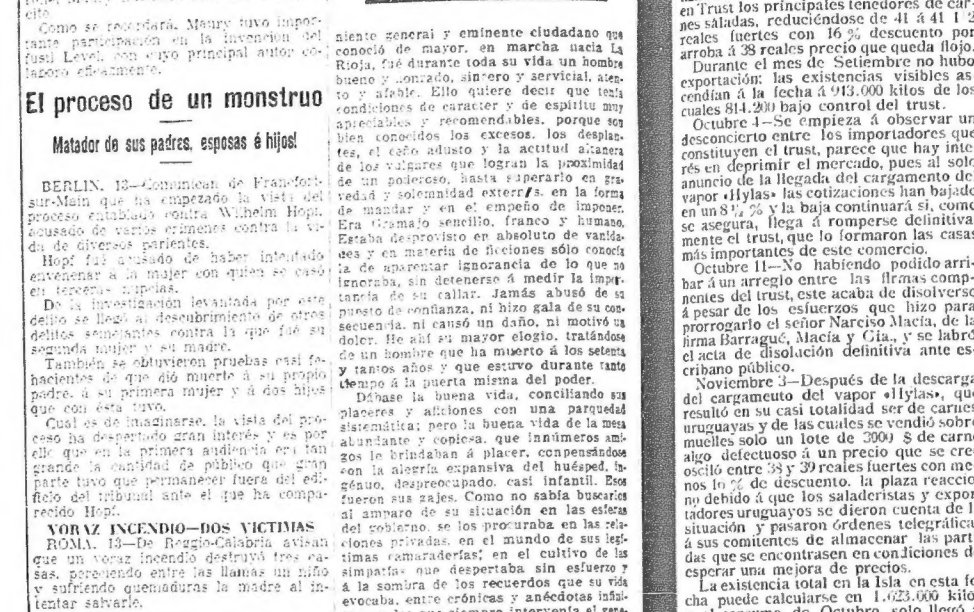 cito.
Como se recordará, Maury tuvo impor-
tante participación en la invención del
fusil Level, con cuyo principal autor co-
laboró eficazmente.
El proceso de un monstruo
Matador de sus padres, esposas é hijos!
BERLIN, 13—Comunican de Francfort-
sur-Main que ha empezado la vista del
proceso entablado contra Wilhelm Hopf,
acusado de varios crímenes contra la vi-
da de diversos parientes.
Hopf fué acusado de haber intentado
envenenar á la mujer con quien se casó
en terceras nupcias.
De la investigación levantada por este
delito se llegó al descubrimiento de otros
delitos semejantes contra la que fué su
segunda mujer y su madre.
También se obtuvieron pruebas casi fe-
hacientes de que dió muerte á su propio
padre, á su primera mujer y á dos hijos
que con ésta tuvo.
Cual es de imaginarse, la vista del pro-
ceso ha despertado gran interés y es por
ello que en la primera audiencia era tan
grande la cantidad de público que gran
parte tuvo que permanecer fuera del edi-
ficio del tribunal ante el que ha compa-
recido Hopf.
VORAZ INCENDIO—DOS VICTIMAS
ROMA, 13—De Reggio-Calabria avisan
que un voraz incendio destruyó tres ca-
sas, pereciendo entre las llamas un niño
y sufriendo quemaduras la madre al in-
tentar salvarle.
niente general y eminente ciudadano que
conoció de mayor, en marcha hacia La
Rioja, fué durante toda su vida un hombre
bueno y honrado, sincero y servicial, aten-
to y afable. Ello quiere decir que tenía
condiciones de caracter y de espíritu muy
apreciables y recomendables, porque son
bien conocidos los excesos, los desplan-
tes, el ceño adusto y la actitud altanera
de los vulgares que logran la proximidad
de un poderoso, hasta superarlo en gra-
vedad y solemnidad externas, en la forma
de mandar y en el empeño de imponer.
Era Gramajo sencillo, franco y humano.
Estaba desprovisto en absoluto de vanida-
des y en materia de ficciones sólo conocía
la de aparentar ignorancia de lo que no
ignoraba, sin detenerse á medir la impor-
tancia de su callar. Jamás abusó de su
puesto de confianza, ni hizo gala de su con-
secuencia, ni causó un daño, ni motivó un
dolor. He ahí su mayor elogio, tratándose
de un hombre que ha muerto á los setenta
y tantos años y que estuvo durante tanto
tiempo á la puerta misma del poder.
Dábase la buena vida, conciliando sus
placeres y aficiones con una parquedad
sistemática; pero la buena vida de la mesa
abundante y copiosa, que innúmeros ami-
gos le brindaban á placer, conpensándose
con la alegría expansiva del huésped, in-
génuo, despreocupado, casi infantil. Esos
fueron sus gajes. Como no sabía buscarlos
al amparo de su situación en las esferas
del gobierno, se los procuraba en las rela-
ciones privadas, en el mundo de sus legí-
timas camaraderías; en el cultivo de las
simpatías que despertaba sin esfuerzo y
á la sombra de los recuerdos que su vida
evocaba, entre crónicas y anécdotas infini-
en Trust los principales tenedores de car-
nes saladas, reduciéndose de 41 á 41 1|2
reales fuertes con 16 % descuento por
arroba á 38 reales precio que queda flojo.
Durante el mes de Setiembre no hubo
exportación; las existencias visibles as-
cendían á la fecha á 913.000 kilos de los
cuales 814.200 bajo control del trust.
Octubre 4—Se empieza á observar un
desconcierto entre los importadores que
constituyen el trust, parece que hay inte-
rés en deprimir el mercado, pues al solo
anuncio de la llegada del cargamento del
vapor «Hylas» las cotizaciones han bajado
en un 8 % y la baja continuará si, como
se asegura, llega á romperse definitiva-
mente el trust, que lo formaron las casas
más importantes de este comercio.
Octubre 11—No habiendo podido arri-
bar á un arreglo entre las firmas compo-
nentes del trust, este acaba de disolverse
á pesar de los esfuerzos que hizo para
prorrogarlo el señor Narciso Macía, de la
firma Barragué, Macía y Cia., y se labró
el acta de disolución definitiva ante es-
cribano público.
Noviembre 3—Después de la descarga
del cargamento del vapor «Hylas», que
resultó en su casi totalidad ser de carnes
uruguayas y de las cuales se vendió sobre
muelles solo un lote de 3000 $ de carne
algo defectuoso á un precio que se cree
osciló entre 38 y 39 reales fuertes con me-
nos 16 % de descuento. la plaza reaccio-
no debido á que los saladeristas y expor-
tadores uruguayos se dieron cuenta de la
situación y pasaron órdenes telegráficas
á sus comitentes de almacenar las parti-
das que se encontrasen en condiciones de
esperar una mejora de precios.
La existencia total en la Isla en esta fe-
cha puede calcularse en 1.623.000 kilos